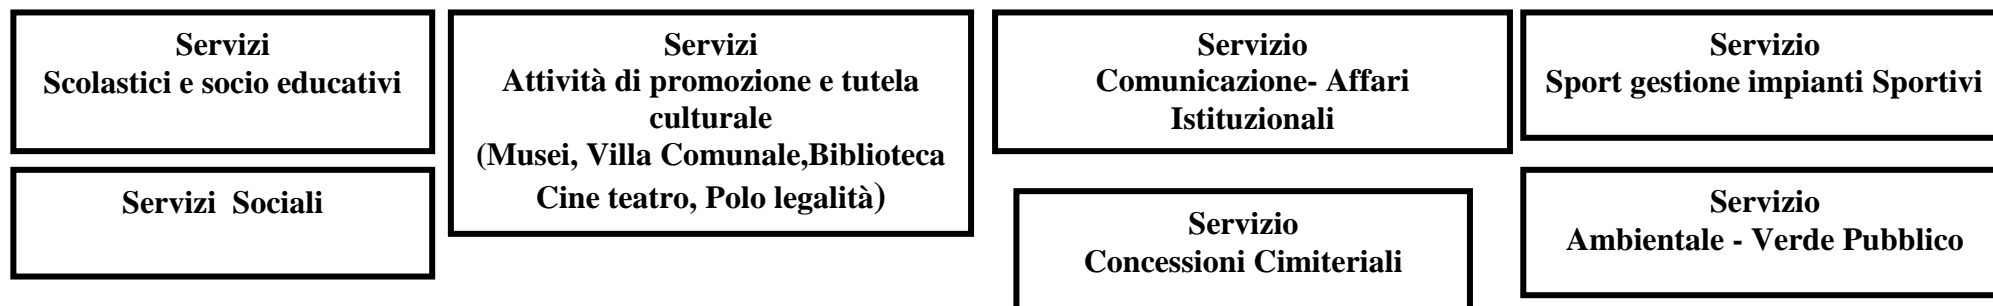 Servizi
Scolastici e socio educativi
Servizi Sociali
Servizi
Attività di promozione e tutela
culturale
(Musei, Villa Comunale,Biblioteca
Cine teatro, Polo legalità)
Servizio
Comunicazione- Affari
Istituzionali
Servizio
Concessioni Cimiteriali
Servizio
Sport gestione impianti Sportivi
Servizio
Ambientale - Verde Pubblico